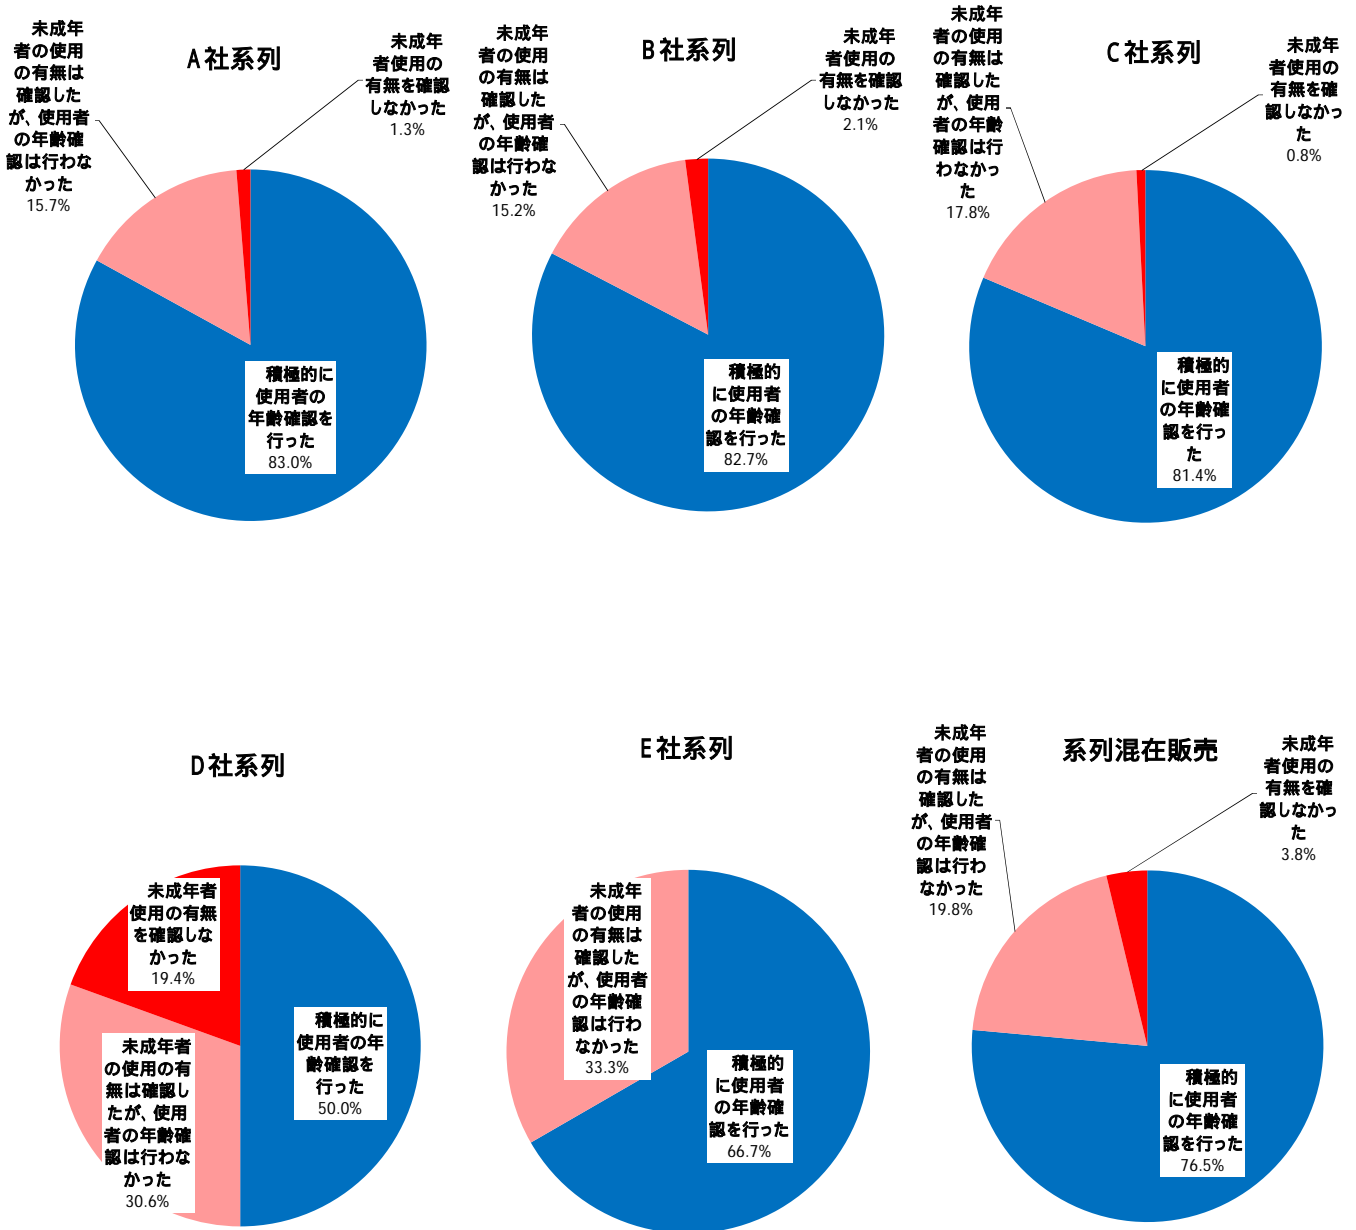 A社系列
未成年
者の使用
の有無は
確認した
が、使用者
の年齢確
認は行わな
かった
15.7%
未成年
者使用の
有無を確認
しなかった
1.3%
積極的に
使用者の
年齢確認を
行った
83.0%
B社系列
未成年
者の使用
の有無は
確認した
が、使用者
の年齢確
認は行わな
かった
15.2%
未成年
者使用の
有無を確認
しなかった
2.1%
積極的
に使用者
の年齢確
認を行った
82.7%
C社系列
未成年
者の使用
の有無は
確認した
が、使用
者の年齢
確認は行
わなかっ
た
17.8%
未成年
者使用の
有無を確
認しなかっ
た
0.8%
積極的
に使用者
の年齢確
認を行っ
た
81.4%
D社系列
未成年者
使用の有無
を確認しな
かった
19.4%
未成年者
の使用の有
無は確認し
たが、使用
者の年齢確
認は行わな
かった
30.6%
積極的に
使用者の年
齢確認を
行った
50.0%
E社系列
未成年
者の使用
の有無は
確認した
が、使用者
の年齢確
認は行わ
なかった
33.3%
積極的
に使用者
の年齢確
認を行った
66.7%
系列混在販売
未成年
者の使用
の有無は
確認した
が、使用者
の年齢確
認は行わ
なかった
19.8%
未成年
者使用の
有無を確
認しなかっ
た
3.8%
積極的
に使用者
の年齢確
認を行った
76.5%